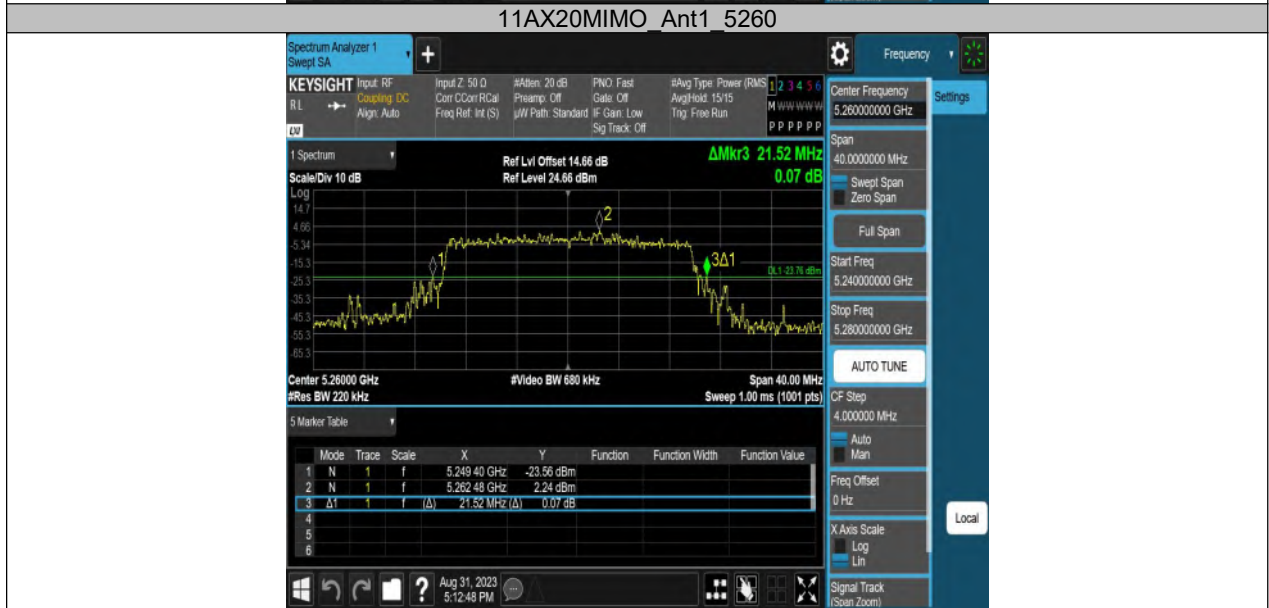 11AX20MIMO_Ant1_5260
Spectrum Analyzer 1
Swept SA
+
Frequency
KEYSIGHT
RL
LXI
Input: RF
Coupling: DC
Align: Auto
Input Z: 50 Ω
Corr CCorr RCal
Freq Ref: Int (S)
#Atten: 20 dB
Preamp: Off
µW Path: Standard
PNO: Fast
Gate: Off
IF Gain: Low
Sig Track: Off
#Avg Type: Power (RMS
Avg|Hold: 15/15
Trig: Free Run
1 2 3 4 5 6
M W W W W W
P P P P P P
Center Frequency
5.260000000 GHz
Settings
1 Spectrum
Scale/Div 10 dB
Ref Lvl Offset 14.66 dB
Ref Level 24.66 dBm
ΔMkr3 21.52 MHz
0.07 dB
Span
40.0000000 MHz
Swept Span
Zero Span
Full Span
Log
14.7
4.66
-5.34
-15.3
-25.3
-35.3
-45.3
-55.3
-65.3
1
2
3Δ1
DL1 -23.76 dBm
Start Freq
5.240000000 GHz
Stop Freq
5.280000000 GHz
AUTO TUNE
Center 5.26000 GHz
#Video BW 680 kHz
Span 40.00 MHz
#Res BW 220 kHz
Sweep 1.00 ms (1001 pts)
CF Step
4.000000 MHz
Auto
Man
5 Marker Table
Mode Trace Scale X Y Function Function Width Function Value
1 N 1 f 5.249 40 GHz -23.56 dBm
2 N 1 f 5.262 48 GHz 2.24 dBm
3 Δ1 1 f (Δ) 21.52 MHz (Δ) 0.07 dB
4
5
6
Freq Offset
0 Hz
X Axis Scale
Log
Lin
Local
Signal Track
(Span Zoom)
?
Aug 31, 2023
5:12:48 PM